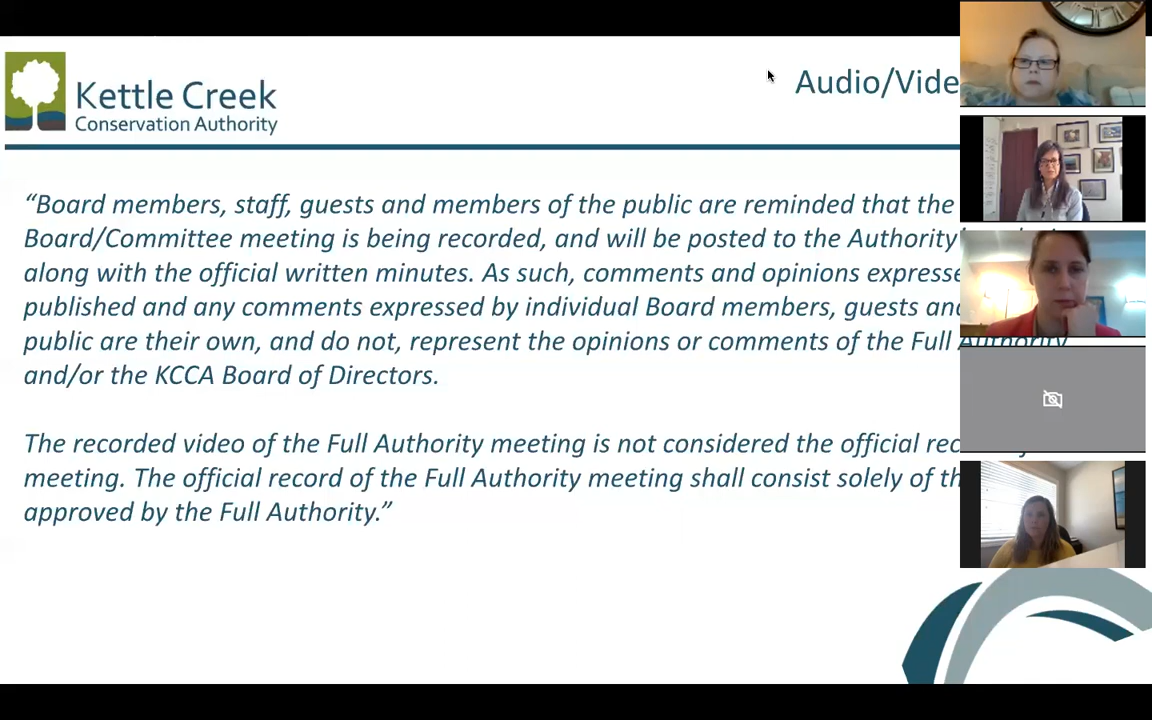 Kettle Creek
Conservation Authority
Audio/Vide
“Board members, staff, guests and members of the public are reminded that the
Board/Committee meeting is being recorded, and will be posted to the Authority
along with the official written minutes. As such, comments and opinions expresse
published and any comments expressed by individual Board members, guests and
public are their own, and do not, represent the opinions or comments of the Full Authority
and/or the KCCA Board of Directors.
The recorded video of the Full Authority meeting is not considered the official rec
meeting. The official record of the Full Authority meeting shall consist solely of th
approved by the Full Authority.”